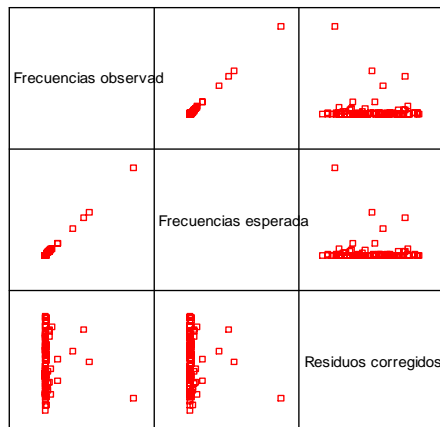 Frecuencias observad
Frecuencias esperada
Residuos corregidos